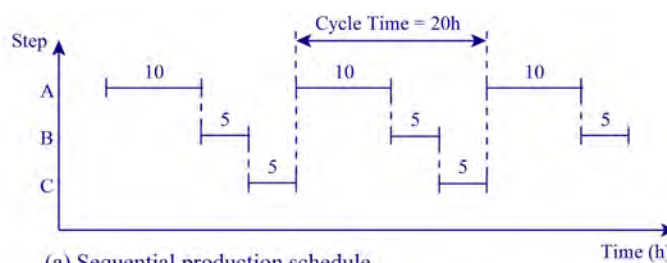 Cycle Time = 20h
Step
10 10 10
A
5 5 5
B
5 5
C
Time (h)
(a) Sequential production schedule